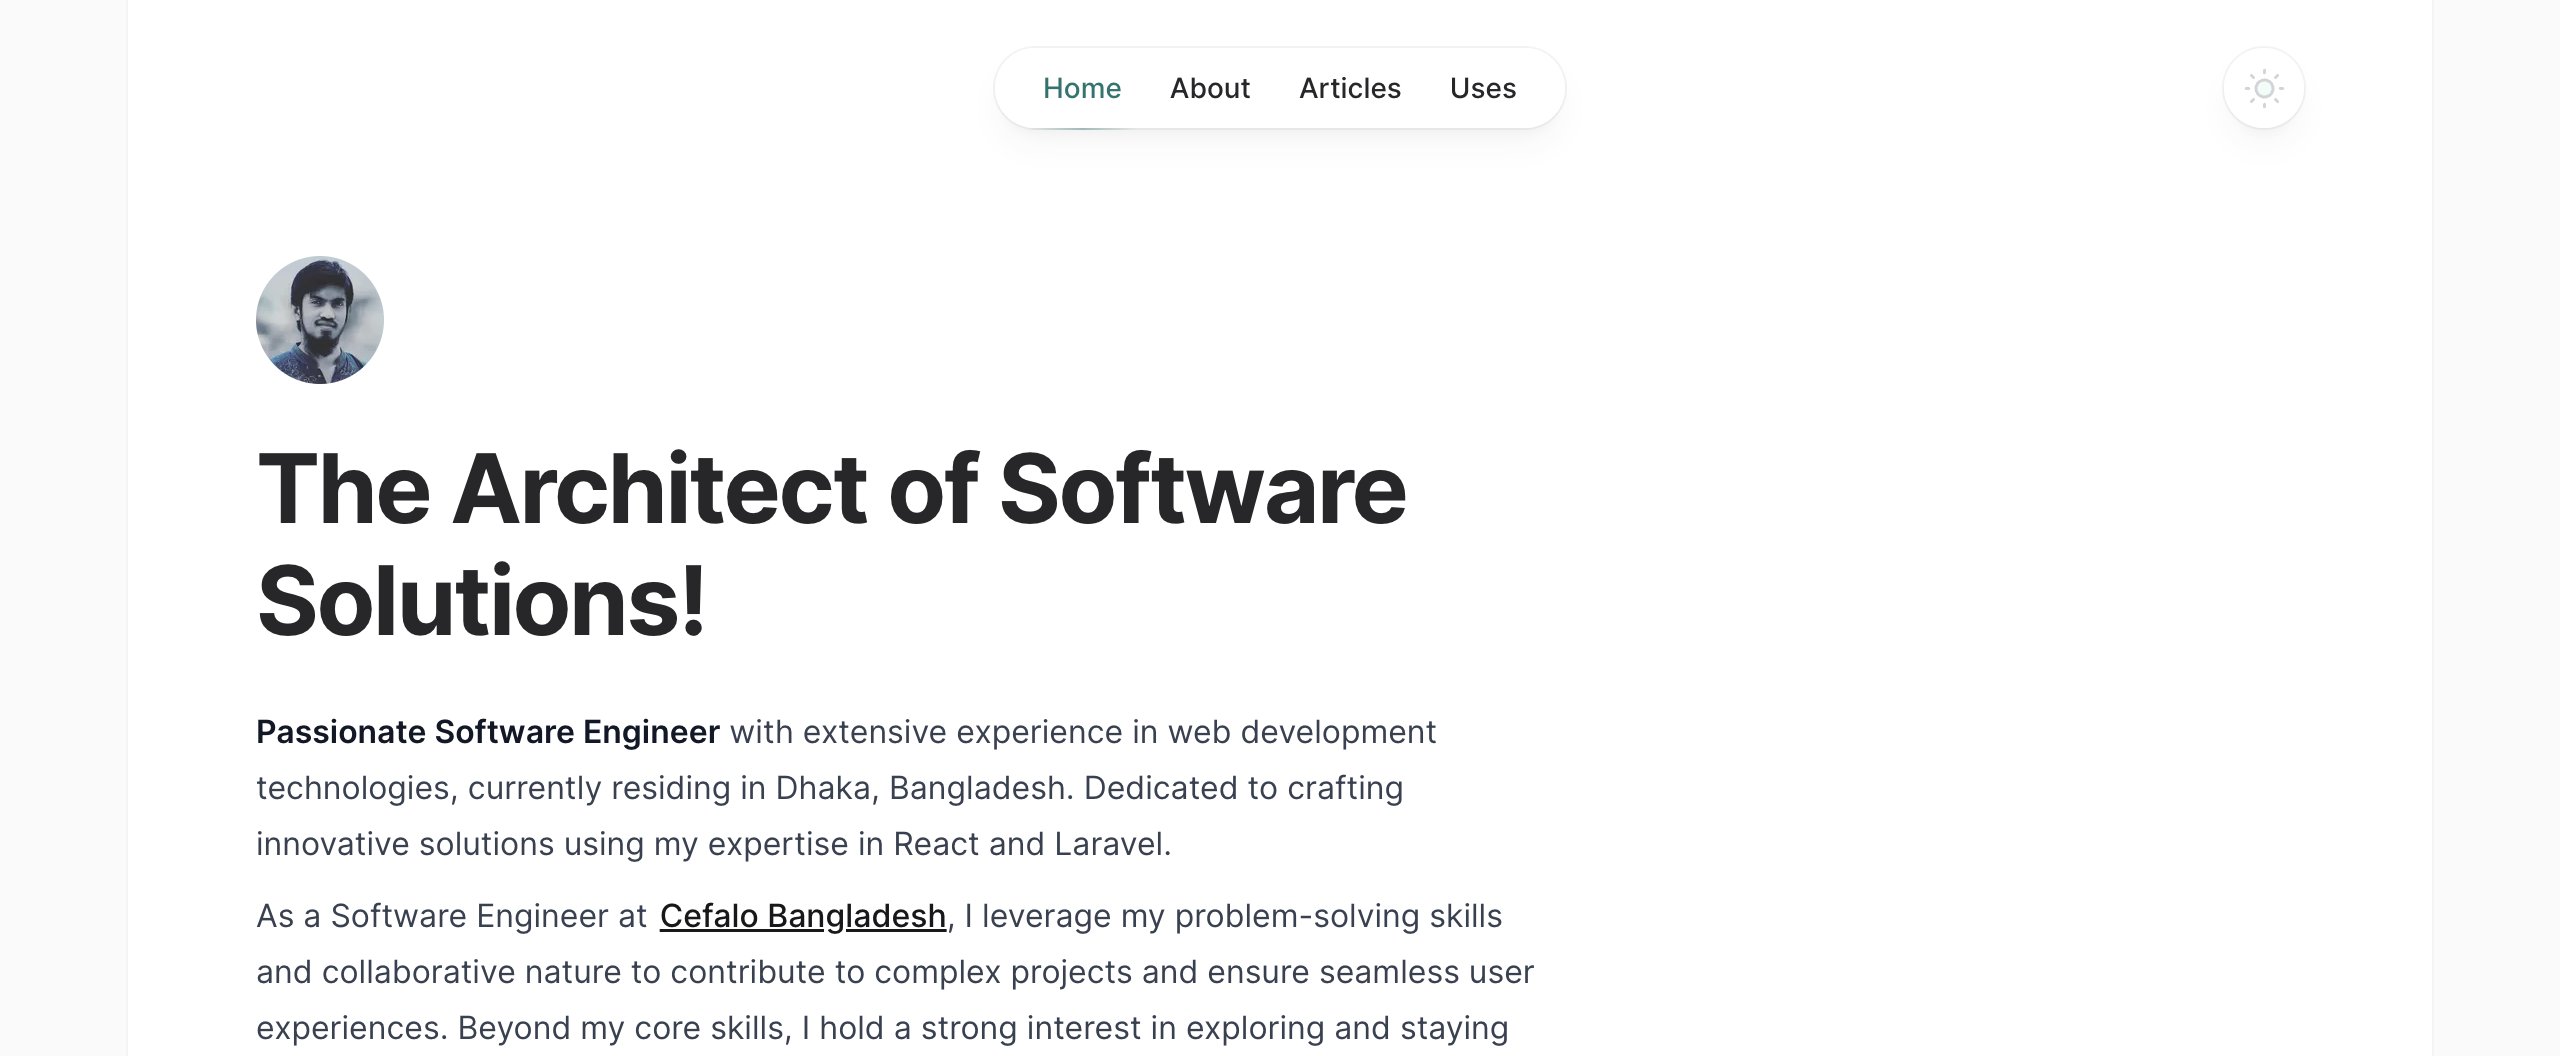 Home About Articles Uses
The Architect of Software
Solutions!
Passionate Software Engineer with extensive experience in web development
technologies, currently residing in Dhaka, Bangladesh. Dedicated to crafting
innovative solutions using my expertise in React and Laravel.
As a Software Engineer at Cefalo Bangladesh, I leverage my problem-solving skills
and collaborative nature to contribute to complex projects and ensure seamless user
experiences. Beyond my core skills, I hold a strong interest in exploring and staying